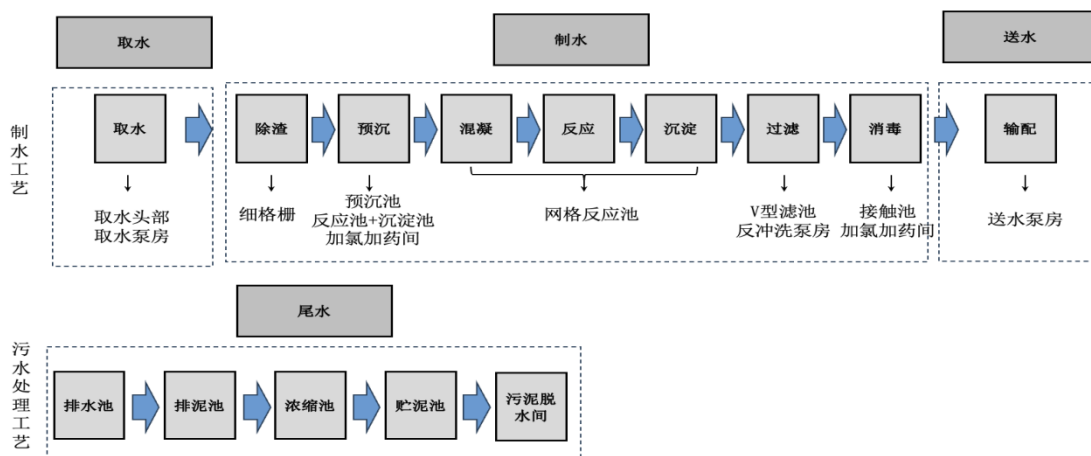 取水
制水
送水
制水工艺
取水
除渣
预沉
混凝
反应
沉淀
过滤
消毒
输配
取水头部
取水泵房
细格栅
预沉池
反应池+沉淀池
加氯加药间
网格反应池
V型滤池
反冲洗泵房
接触池
加氯加药间
送水泵房
尾水
污水处理工艺
排水池
排泥池
浓缩池
贮泥池
污泥脱
水间